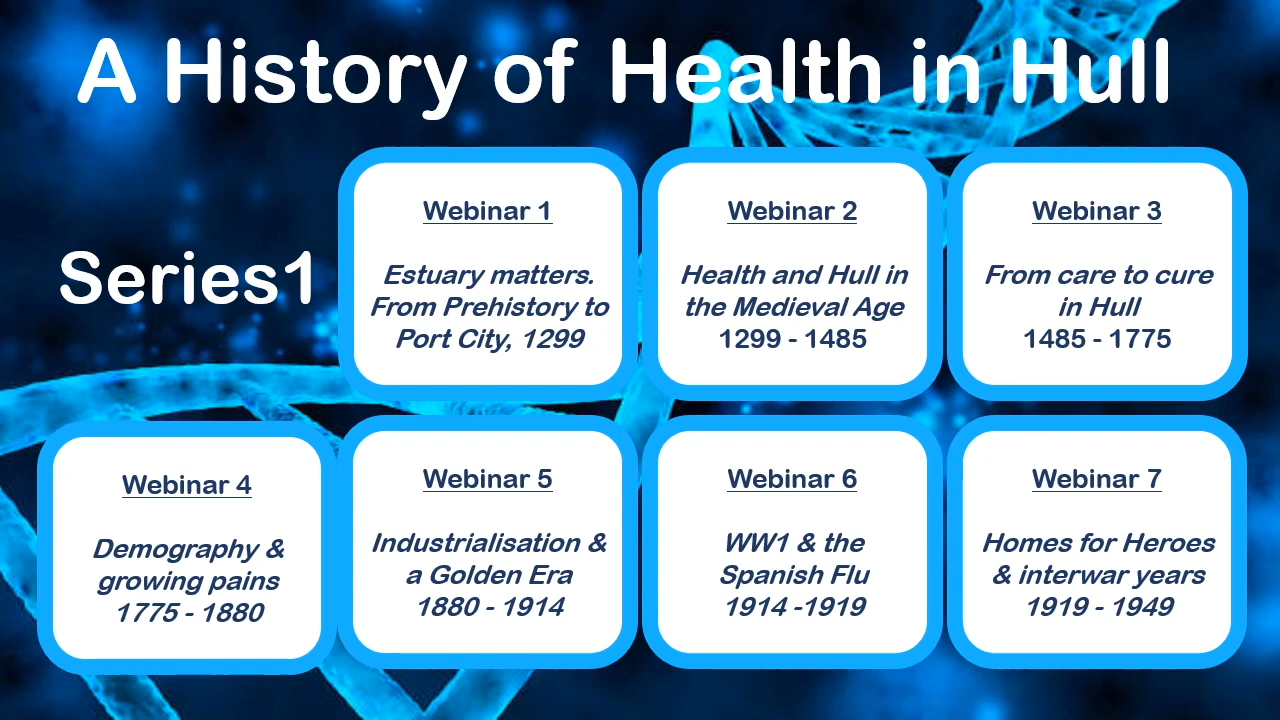 A History of Health in Hull
Series1
Webinar 1
Estuary matters.
From Prehistory to
Port City, 1299
Webinar 2
Health and Hull in
the Medieval Age
1299 - 1485
Webinar 3
From care to cure
in Hull
1485 - 1775
Webinar 4
Demography &
growing pains
1775 - 1880
Webinar 5
Industrialisation &
a Golden Era
1880 - 1914
Webinar 6
WW1 & the
Spanish Flu
1914 -1919
Webinar 7
Homes for Heroes
& interwar years
1919 - 1949